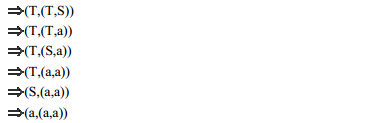 ⇒(T,(T,S))
⇒(T,(T,a))
⇒(T,(S,a))
⇒(T,(a,a))
⇒(S,(a,a))
⇒(a,(a,a))